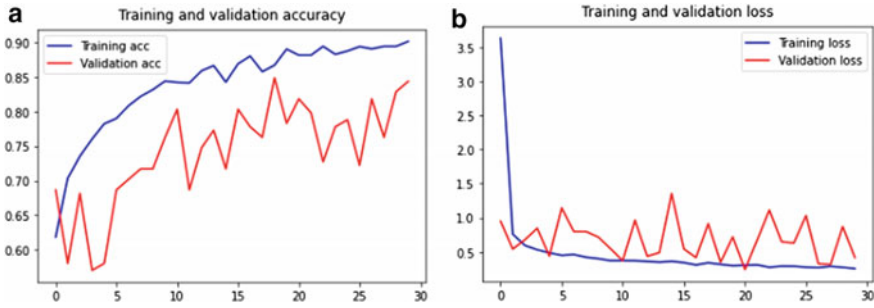 a
Training and validation accuracy
0.90
0.85
0.80
0.75
0.70
0.65
0.60
Training acc
Validation acc
0 5 10 15 20 25 30
b
Training and validation loss
3.5
3.0
2.5
2.0
1.5
1.0
0.5
Training loss
Validation loss
0 5 10 15 20 25 30